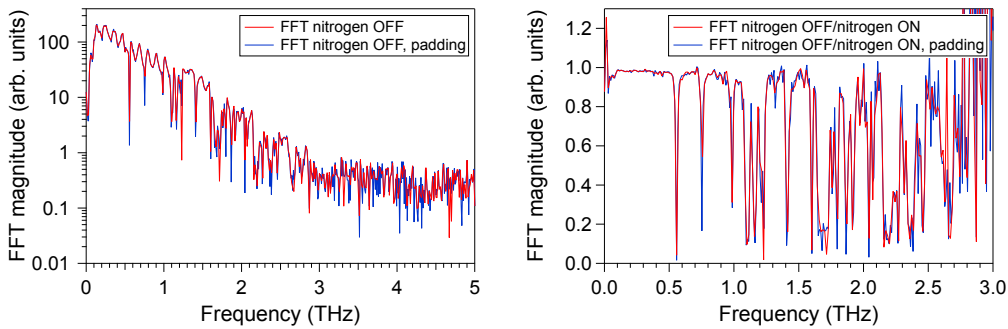 FFT magnitude (arb. units)
100
10
1
0.1
0.01
FFT nitrogen OFF
FFT nitrogen OFF, padding
0 1 2 3 4 5
Frequency (THz)
FFT magnitude (arb. units)
1.2
1.0
0.8
0.6
0.4
0.2
0.0
FFT nitrogen OFF/nitrogen ON
FFT nitrogen OFF/nitrogen ON, padding
0.0 0.5 1.0 1.5 2.0 2.5 3.0
Frequency (THz)